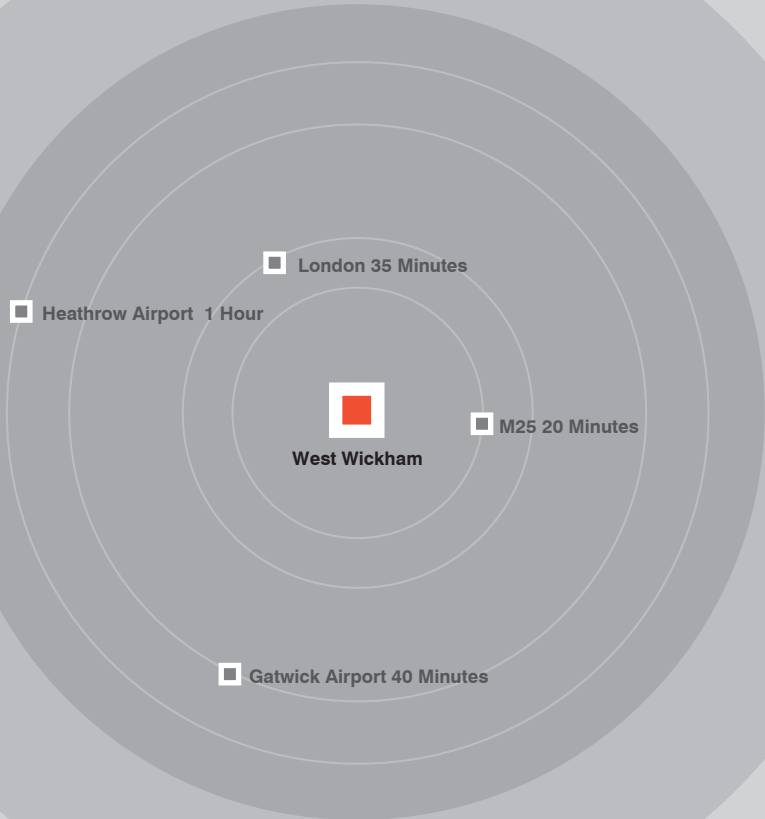 London 35 Minutes
Heathrow Airport  1 Hour
M25 20 Minutes
West Wickham
Gatwick Airport 40 Minutes